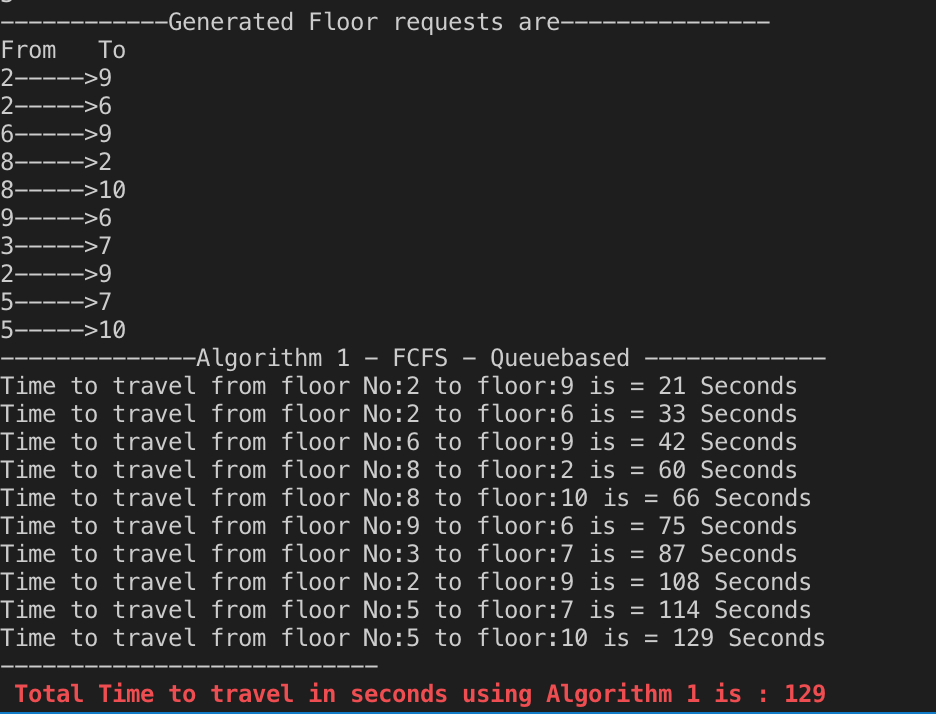 ------------Generated Floor requests are---------------
From   To
2----->9
2----->6
6----->9
8----->2
8----->10
9----->6
3----->7
2----->9
5----->7
5----->10
--------------Algorithm 1 - FCFS - Queuebased -------------
Time to travel from floor No:2 to floor:9 is = 21 Seconds
Time to travel from floor No:2 to floor:6 is = 33 Seconds
Time to travel from floor No:6 to floor:9 is = 42 Seconds
Time to travel from floor No:8 to floor:2 is = 60 Seconds
Time to travel from floor No:8 to floor:10 is = 66 Seconds
Time to travel from floor No:9 to floor:6 is = 75 Seconds
Time to travel from floor No:3 to floor:7 is = 87 Seconds
Time to travel from floor No:2 to floor:9 is = 108 Seconds
Time to travel from floor No:5 to floor:7 is = 114 Seconds
Time to travel from floor No:5 to floor:10 is = 129 Seconds
---------------------------
Total Time to travel in seconds using Algorithm 1 is : 129